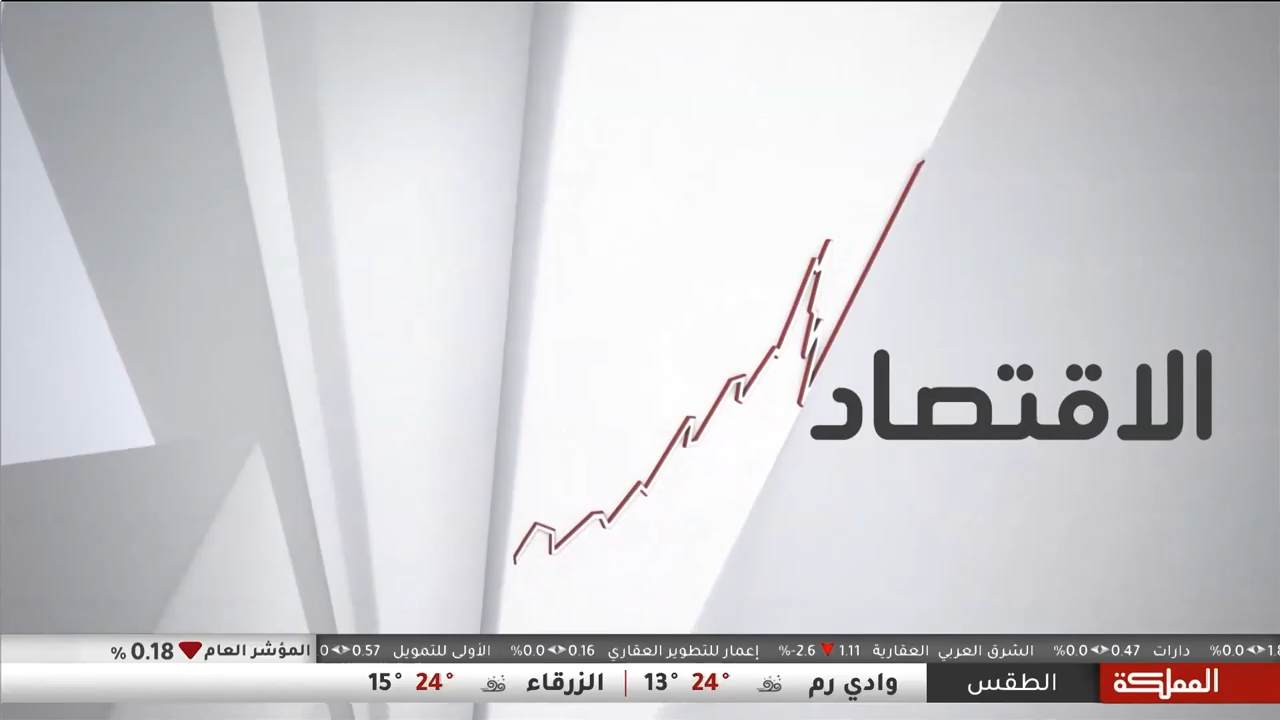 الاقتصاد
%0.0 1.8 دارات 0.47 %0.0 الشرق العربي العقارية 1.11 %-2.6 إعمار للتطوير العقاري 0.16 %0.0 الأولى للتمويل 0.57 0
المؤشر العام 0.18 %
المملكة الطقس وادي رم 24° 13° الزرقاء 24° 15°